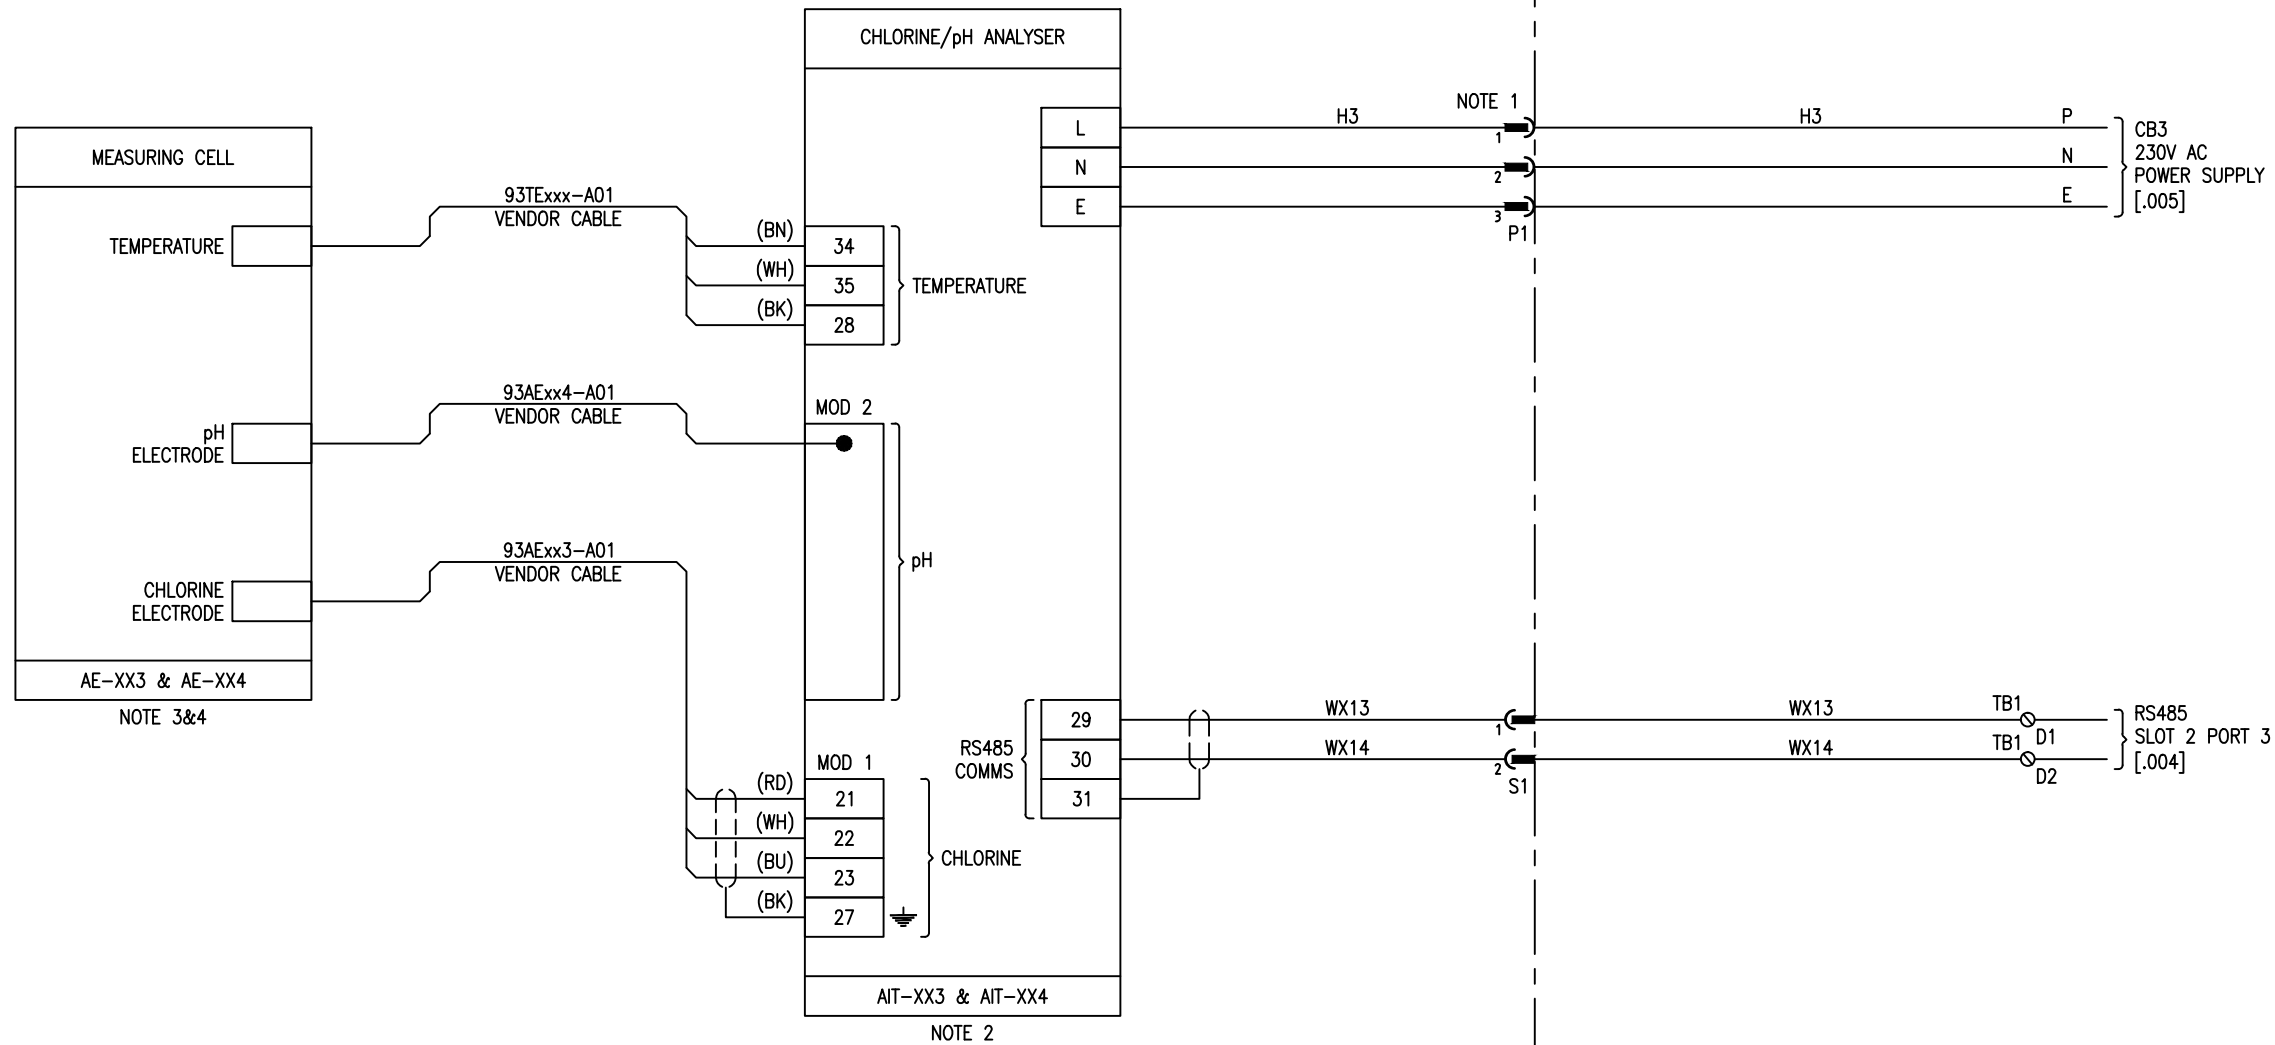 CHLORINE/pH ANALYSER
MEASURING CELL
TEMPERATURE
pH
ELECTRODE
CHLORINE
ELECTRODE
AE-XX3 & AE-XX4
NOTE 3&4
93TExxx-A01
VENDOR CABLE
93AExx4-A01
VENDOR CABLE
93AExx3-A01
VENDOR CABLE
(BN)
34
(WH)
35
(BK)
28
TEMPERATURE
MOD 2
pH
MOD 1
(RD)
21
(WH)
22
(BU)
23
(BK)
27
CHLORINE
L
N
E
RS485
COMMS
29
30
31
AIT-XX3 & AIT-XX4
NOTE 2
NOTE 1
H3
1
H3
P
2
N
3
E
P1
CB3
230V AC
POWER SUPPLY
[.005]
WX13
1
WX13
TB1
D1
WX14
2
WX14
TB1
D2
S1
RS485
SLOT 2 PORT 3
[.004]